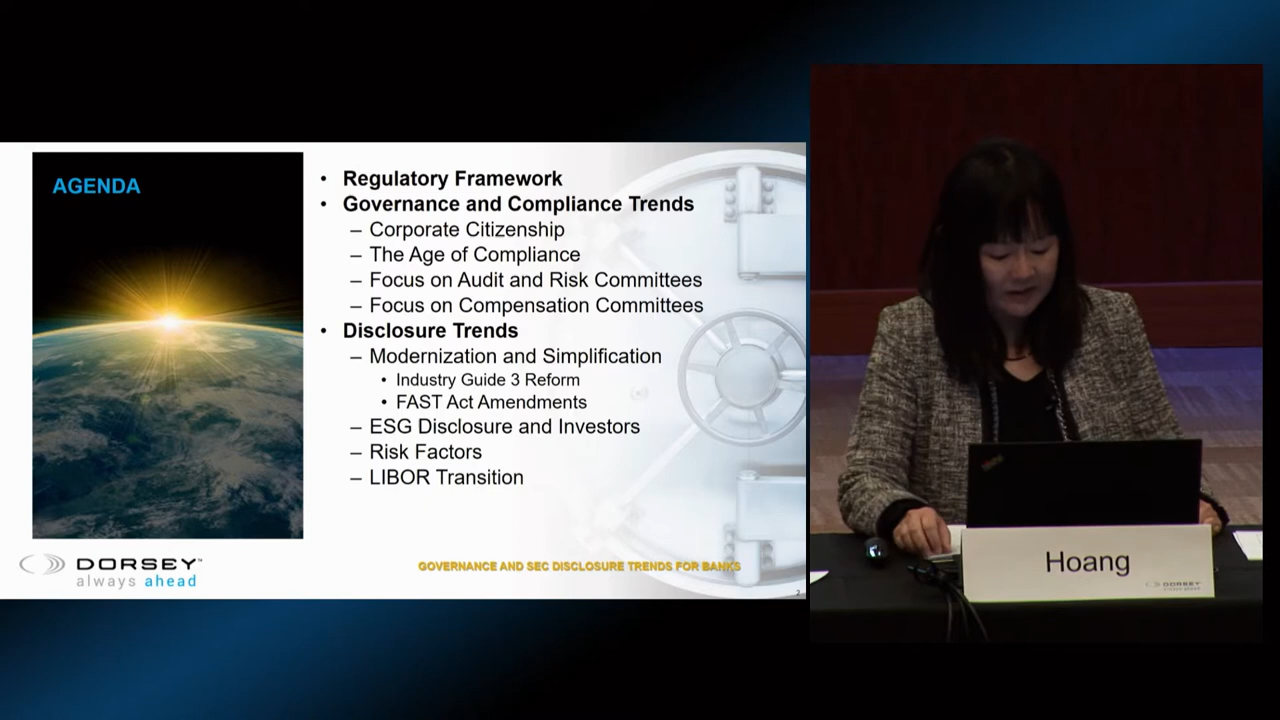 AGENDA
• Regulatory Framework
• Governance and Compliance Trends
– Corporate Citizenship
– The Age of Compliance
– Focus on Audit and Risk Committees
– Focus on Compensation Committees
• Disclosure Trends
– Modernization and Simplification
• Industry Guide 3 Reform
• FAST Act Amendments
– ESG Disclosure and Investors
– Risk Factors
– LIBOR Transition
DORSEY™
always ahead
GOVERNANCE AND SEC DISCLOSURE TRENDS FOR BANKS
2
Hoang
DORSEY